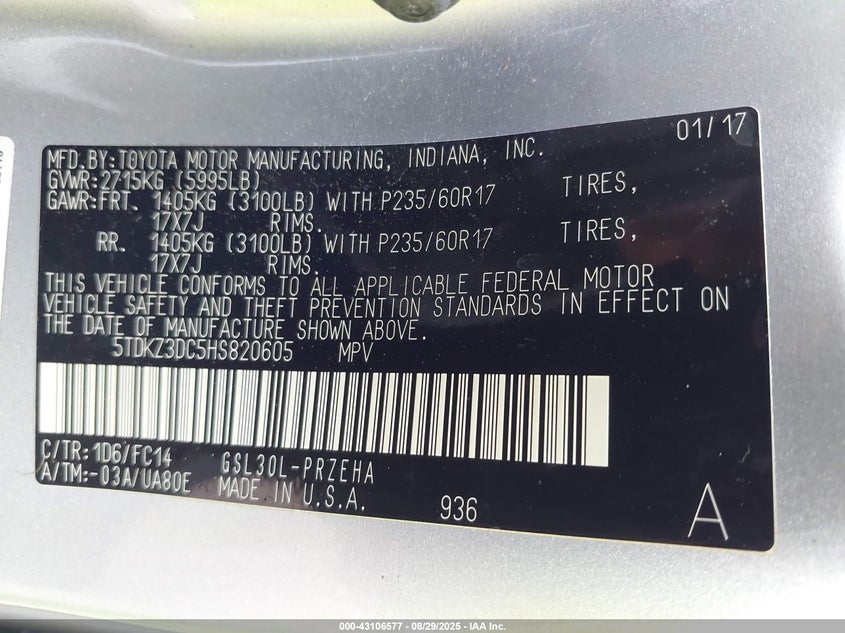 01/17
MFD.BY:TOYOTA MOTOR MANUFACTURING, INDIANA, INC.
GVWR:2715KG (5995LB)
GAWR:FRT. 1405KG (3100LB) WITH P235/60R17 TIRES,
17X7J RIMS.
RR. 1405KG (3100LB) WITH P235/60R17 TIRES,
17X7J RIMS.
THIS VEHICLE CONFORMS TO ALL APPLICABLE FEDERAL MOTOR
VEHICLE SAFETY AND THEFT PREVENTION STANDARDS IN EFFECT ON
THE DATE OF MANUFACTURE SHOWN ABOVE.
5TDKZ3DC5HS820605 MPV
C/TR:1D6/FC14 GSL30L-PRZEHA
A/TM:-03A/UA80E MADE IN U.S.A. 936 A
000-43106577 - 08/29/2025 - IAA Inc.